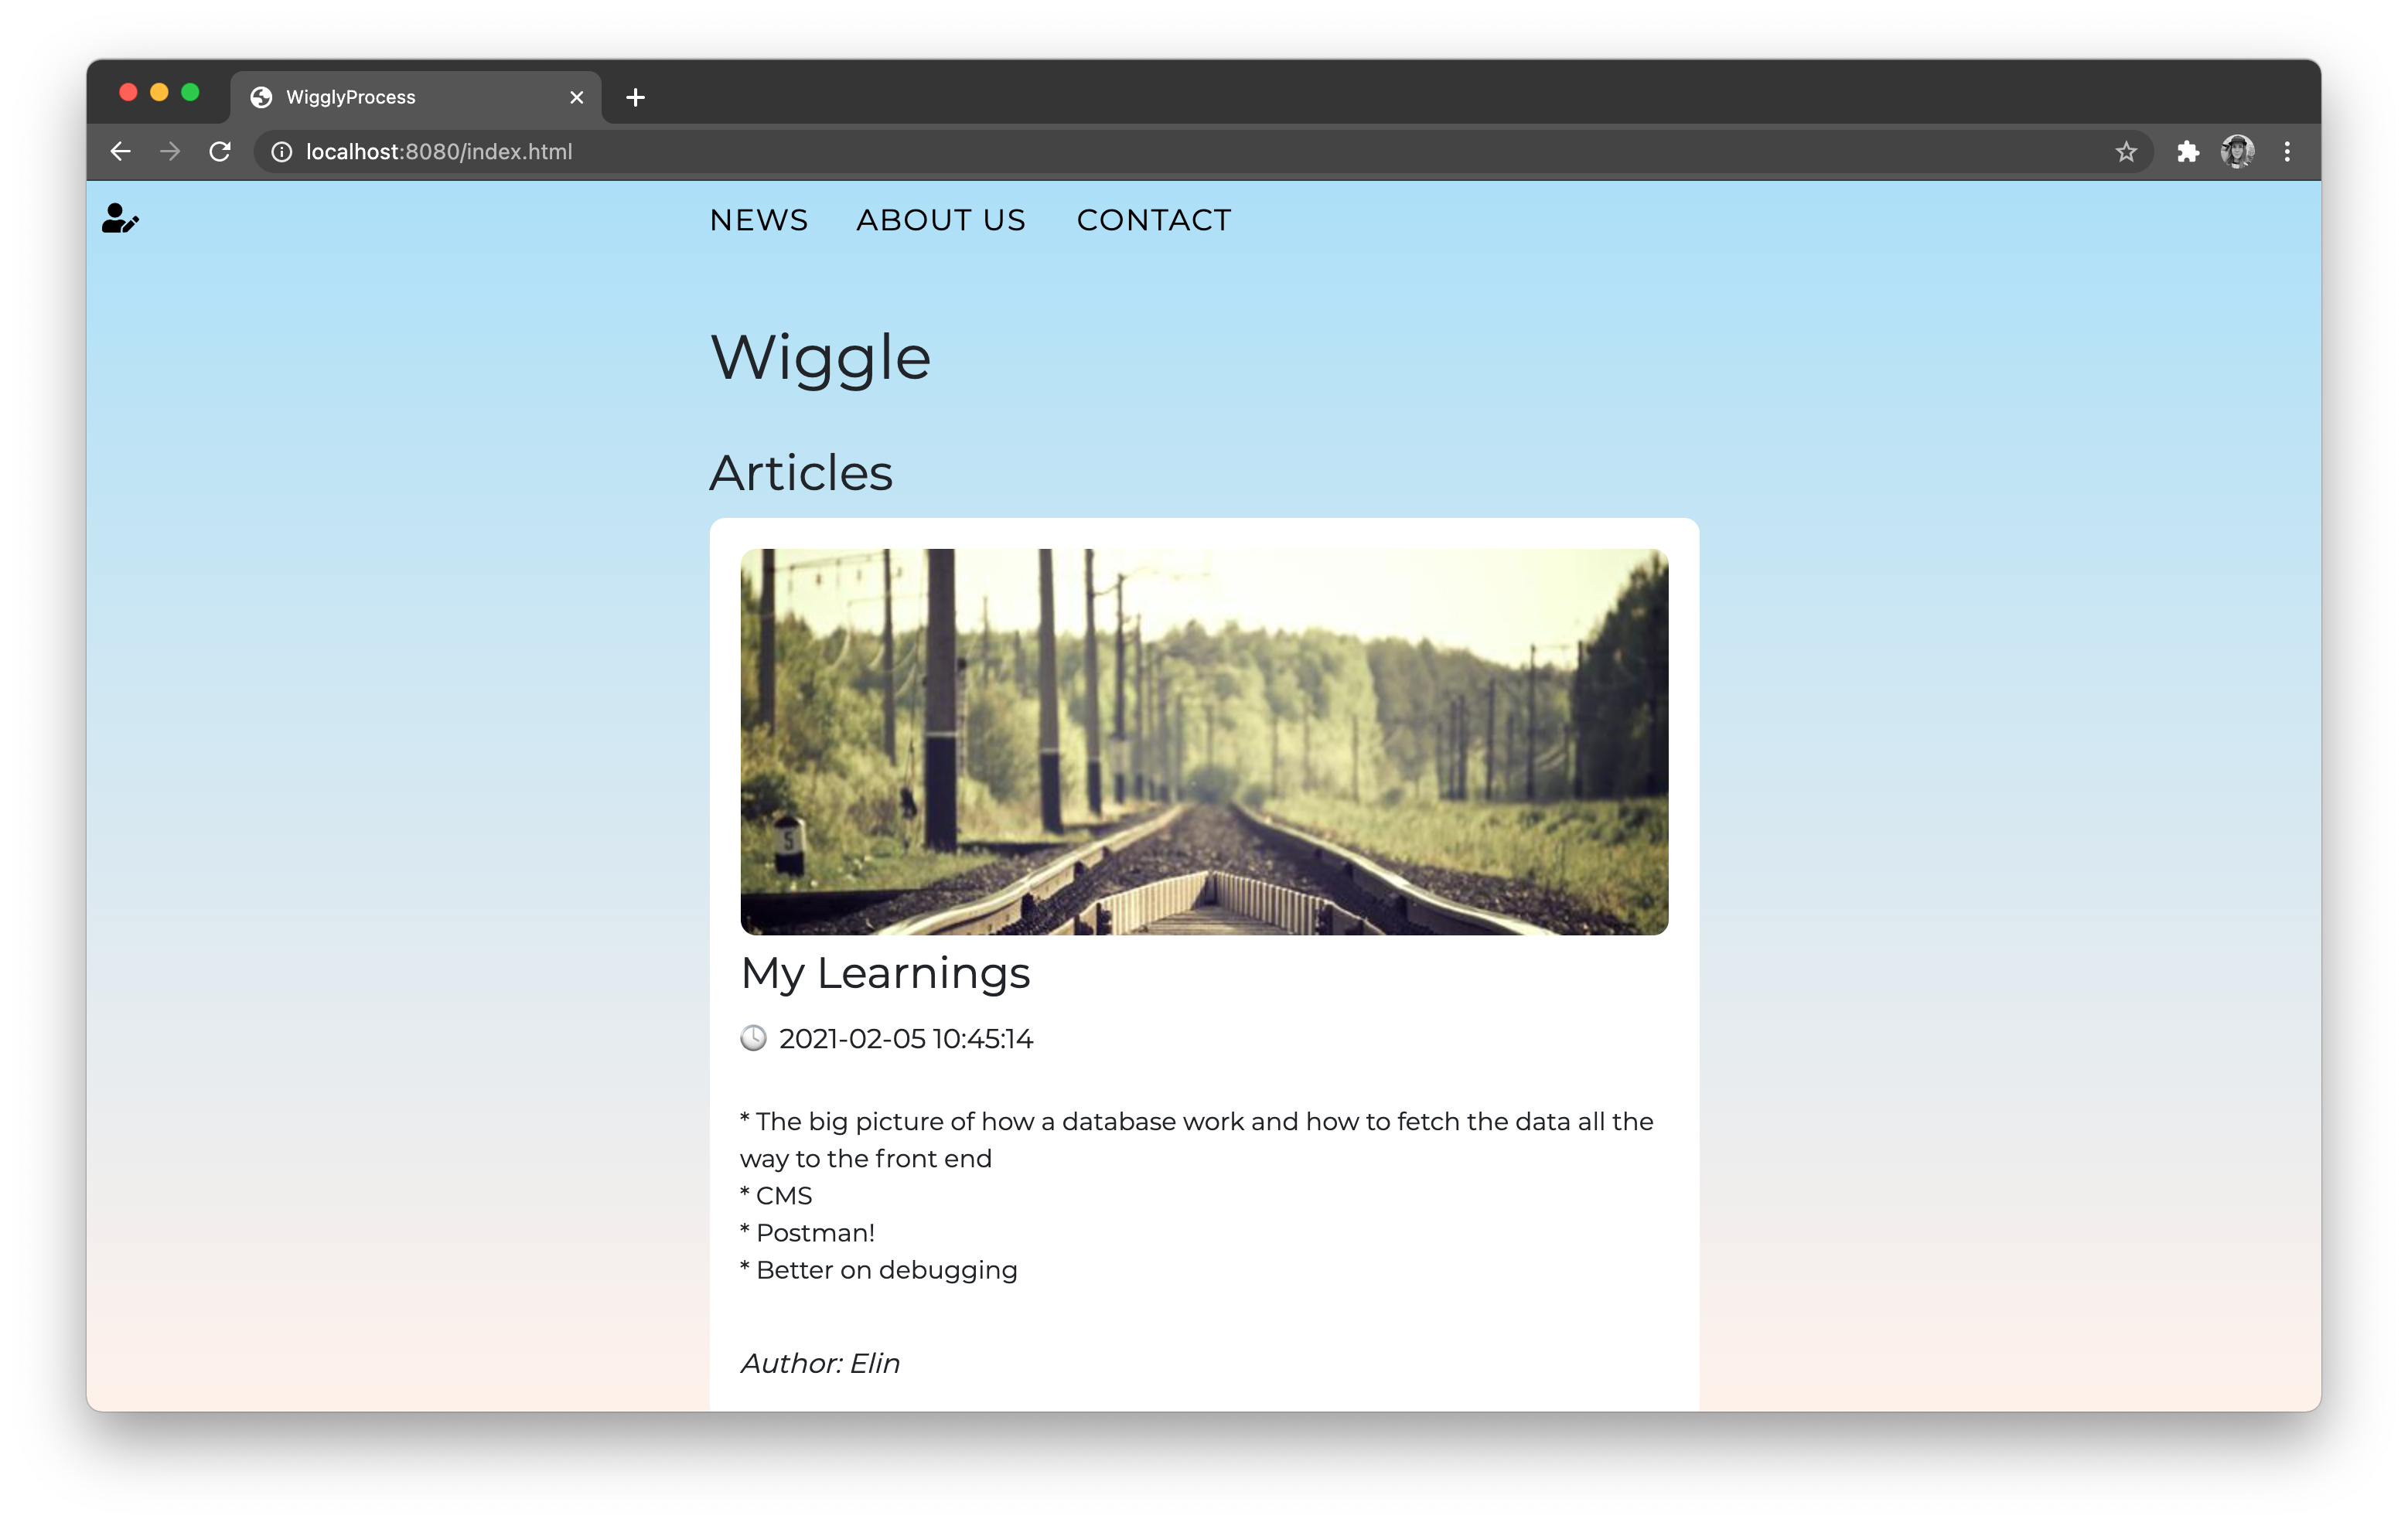 WigglyProcess
localhost:8080/index.html
NEWS ABOUT US CONTACT
Wiggle
Articles
5
My Learnings
2021-02-05 10:45:14
* The big picture of how a database work and how to fetch the data all the
way to the front end
* CMS
* Postman!
* Better on debugging
Author: Elin